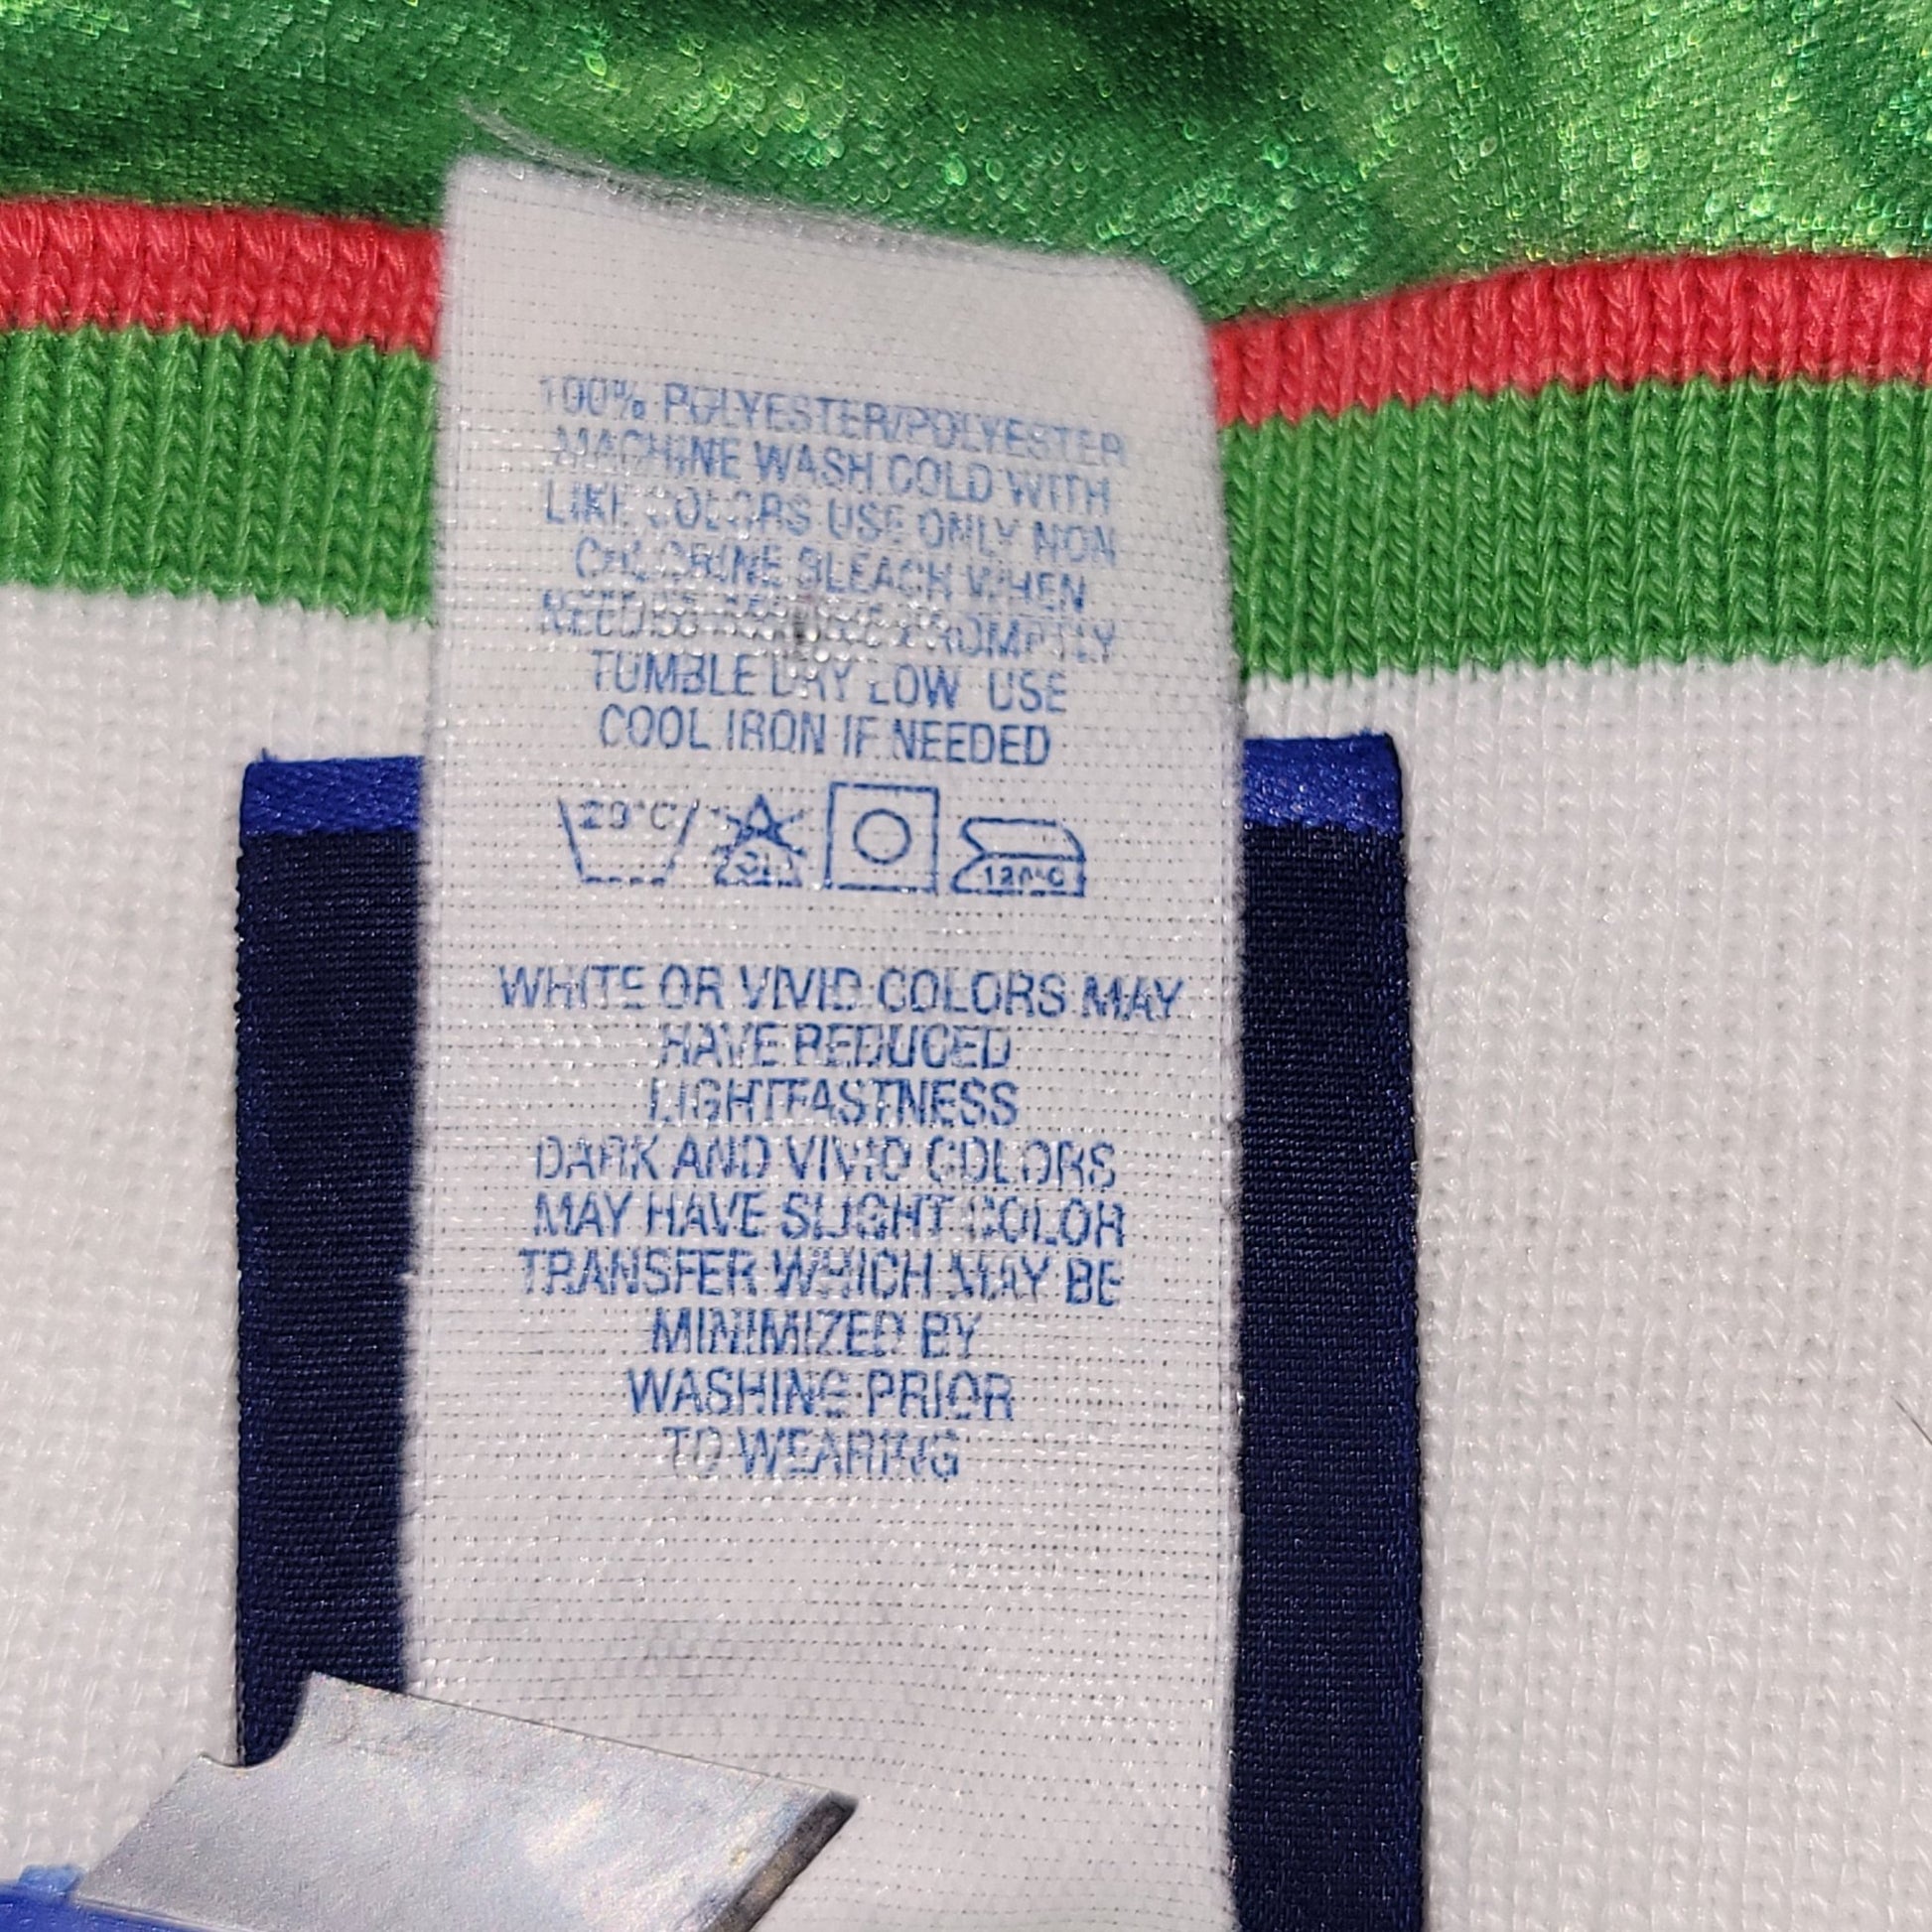 100% POLYESTER/POLYESTER
MACHINE WASH COLD WITH
LIKE COLORS USE ONLY NON
CHLORINE BLEACH WHEN
NEEDED PROMPTLY
TUMBLE DRY LOW USE
COOL IRON IF NEEDED
CL 120°C
WHITE OR VIVID COLORS MAY
HAVE REDUCED
LIGHTFASTNESS
DARK AND VIVID COLORS
MAY HAVE SLIGHT COLOR
TRANSFER WHICH MAY BE
MINIMIZED BY
WASHING PRIOR
TO WEARING